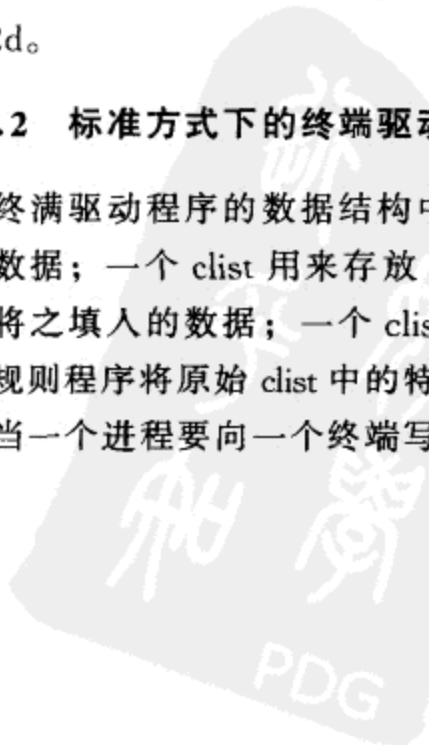 2d。
.2 标准方式下的终端驱动
终满驱动程序的数据结构中
数据；一个 clist 用来存放
将之填人的数据；一个 clis
规则程序将原始 clist 中的特
当一个进程要向一个终端写
PDG